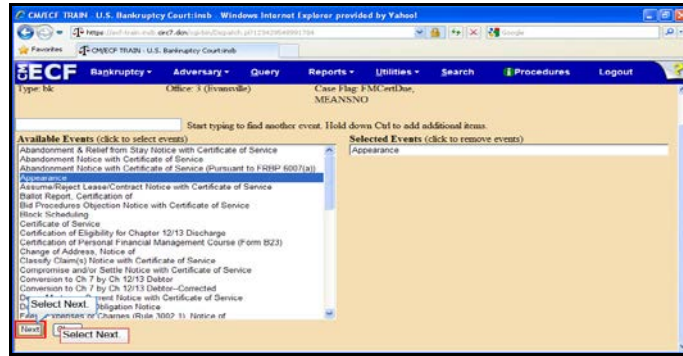 CM/ECF TRAIN - U.S. Bankruptcy Court:insb - Windows Internet Explorer provided by Yahoo!
Google
Favorites CM/ECF TRAIN - U.S. Bankruptcy Court:insb
ECF Bankruptcy Adversary Query Reports Utilities Search Procedures Logout ?
Type: bk Office: 3 (Evansville) Case Flag: FMCertDue,
MEANSNO
Start typing to find another event. Hold down Ctrl to add additional items.
Available Events (click to select events) Selected Events (click to remove events)
Abandonment & Relief from Stay Notice with Certificate of Service Appearance
Abandonment Notice with Certificate of Service
Abandonment Notice with Certificate of Service (Pursuant to FRBP 6007(a))
Appearance
Assume/Reject Lease/Contract Notice with Certificate of Service
Ballot Report, Certification of
Bid Procedures Objection Notice with Certificate of Service
Block Scheduling
Certificate of Service
Certification of Eligibility for Chapter 12/13 Discharge
Certification of Personal Financial Management Course (Form B23)
Change of Address, Notice of
Classify Claim(s) Notice with Certificate of Service
Compromise and/or Settle Notice with Certificate of Service
Conversion to Ch 7 by Ch 12/13 Debtor
Conversion to Ch 7 by Ch 12/13 Debtor--Corrected
Notice with Certificate of Service
Select Next. Obligation Notice
Fees, Expenses or Charges (Rule 3002.1), Notice of
Next
Select Next.